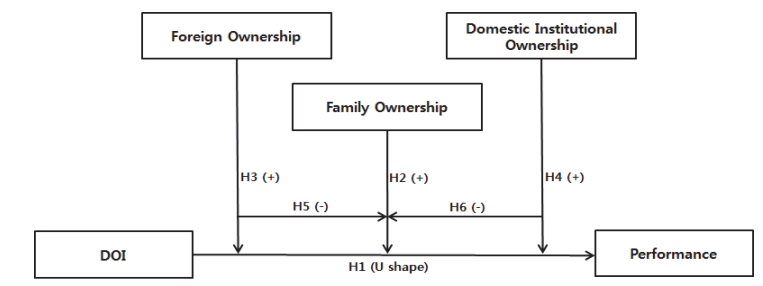 Foreign Ownership
Domestic Institutional
Ownership
Family Ownership
H3 (+)
H2 (+)
H4 (+)
H5 (-)
H6 (-)
DOI
Performance
H1 (U shape)